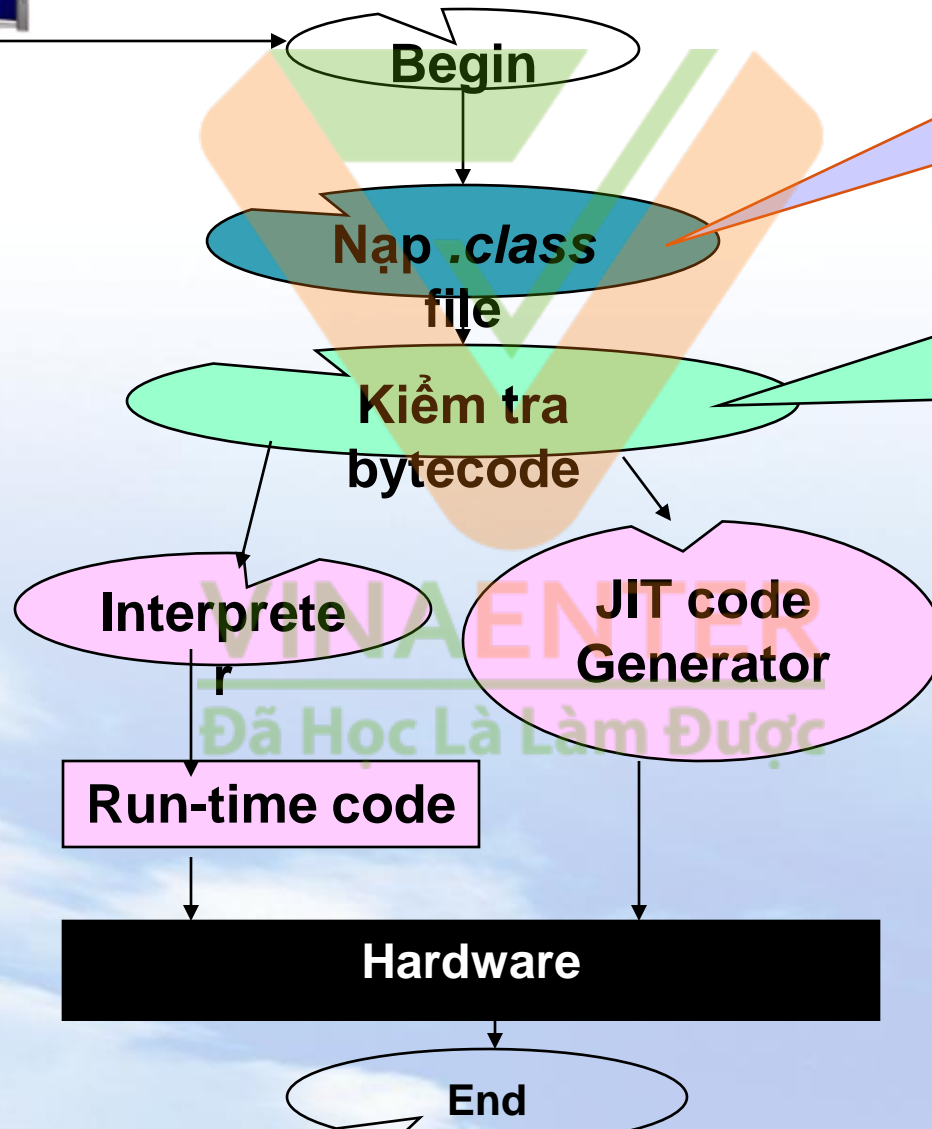 Begin
Nạp .class
file
Kiểm tra
bytecode
Interprete
r
JIT code
Generator
VINAENTER
Đã Học Là Làm Được
Run-time code
Hardware
End